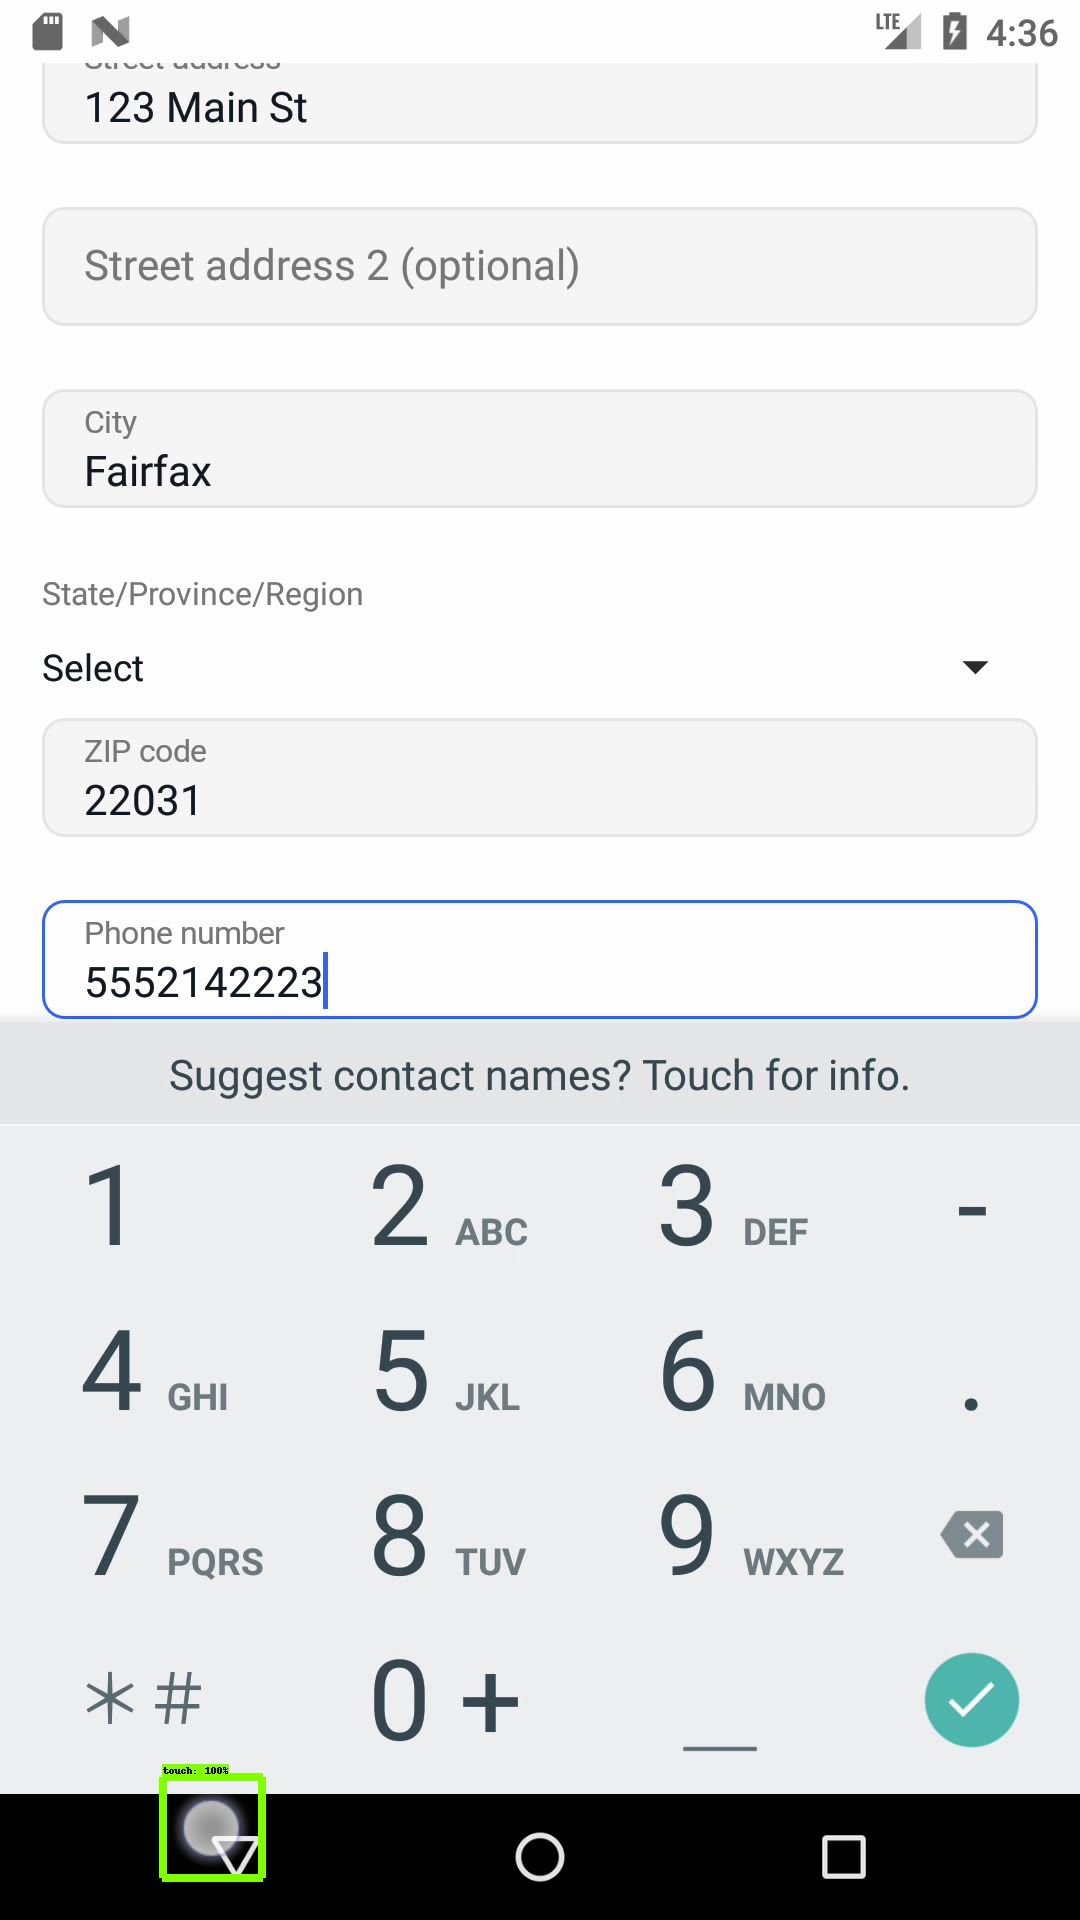 LTE 4:36
Street address
123 Main St
Street address 2 (optional)
City
Fairfax
State/Province/Region
Select
ZIP code
22031
Phone number
5552142223
Suggest contact names? Touch for info.
1 2 ABC 3 DEF -
4 GHI 5 JKL 6 MNO .
7 PQRS 8 TUV 9 WXYZ
* # 0 + _
touch: 100%